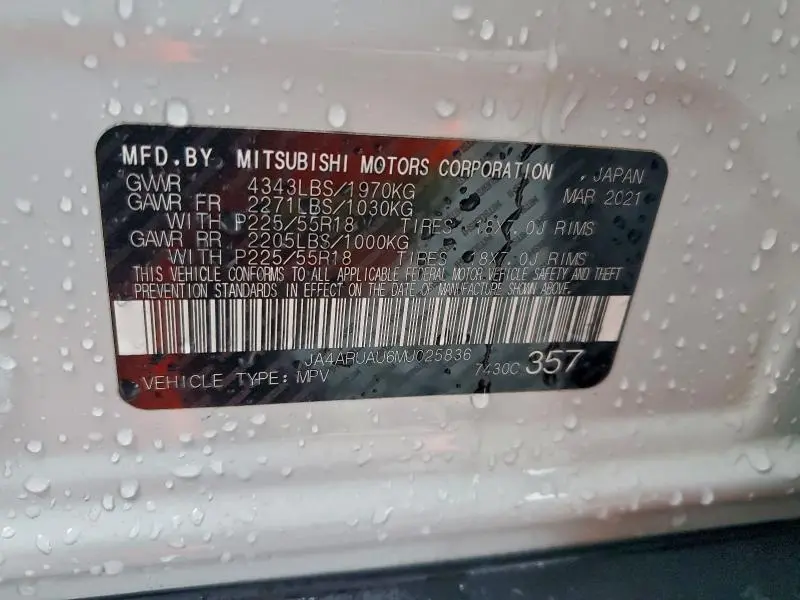 MFD.BY MITSUBISHI MOTORS CORPORATION , JAPAN
GVWR 4343LBS/1970KG MAR 2021
GAWR FR 2271LBS/1030KG
WITH P225/55R18 TIRES 18X7.0J RIMS
GAWR RR 2205LBS/1000KG
WITH P225/55R18 TIRES 18X7.0J RIMS
THIS VEHICLE CONFORMS TO ALL APPLICABLE FEDERAL MOTOR VEHICLE SAFETY AND THEFT
PREVENTION STANDARDS IN EFFECT ON THE DATE OF MANUFACTURE SHOWN ABOVE.
JA4ARUAU6MU025836
VEHICLE TYPE: MPV 7430C 357